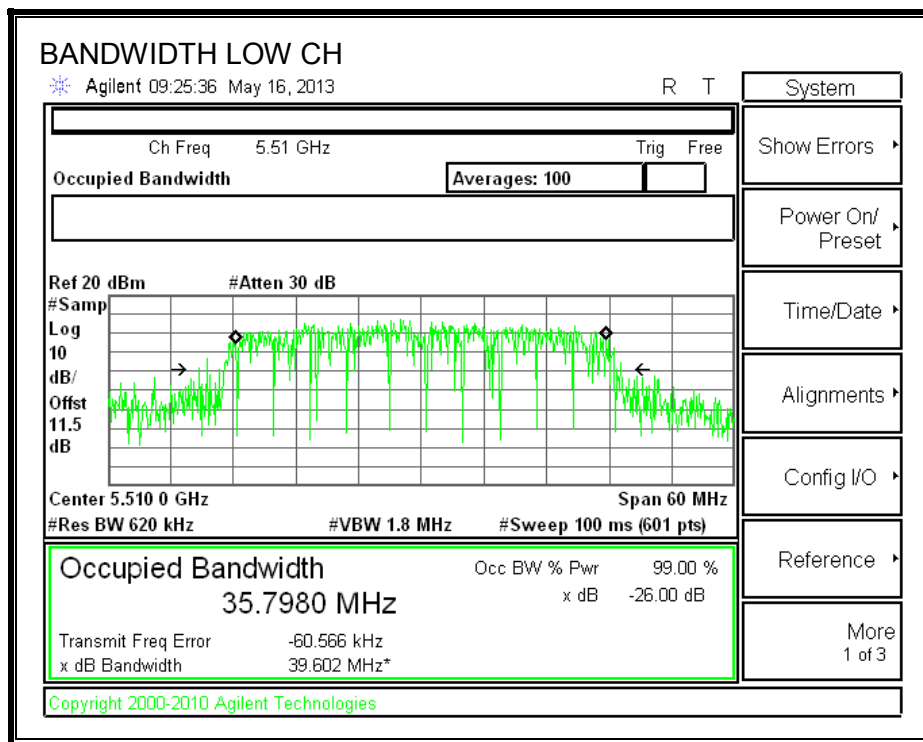 BANDWIDTH LOW CH
Agilent 09:25:36 May 16, 2013 R T
System
Ch Freq 5.51 GHz Trig Free
Show Errors
Occupied Bandwidth Averages: 100
Power On/
Preset
Ref 20 dBm #Atten 30 dB
#Samp
Log
10
dB/
Offst
11.5
dB
Time/Date
Alignments
Config I/O
Center 5.510 0 GHz Span 60 MHz
#Res BW 620 kHz #VBW 1.8 MHz #Sweep 100 ms (601 pts)
Occupied Bandwidth Occ BW % Pwr 99.00 %
35.7980 MHz x dB -26.00 dB
Reference
Transmit Freq Error -60.566 kHz
x dB Bandwidth 39.602 MHz*
More
1 of 3
Copyright 2000-2010 Agilent Technologies